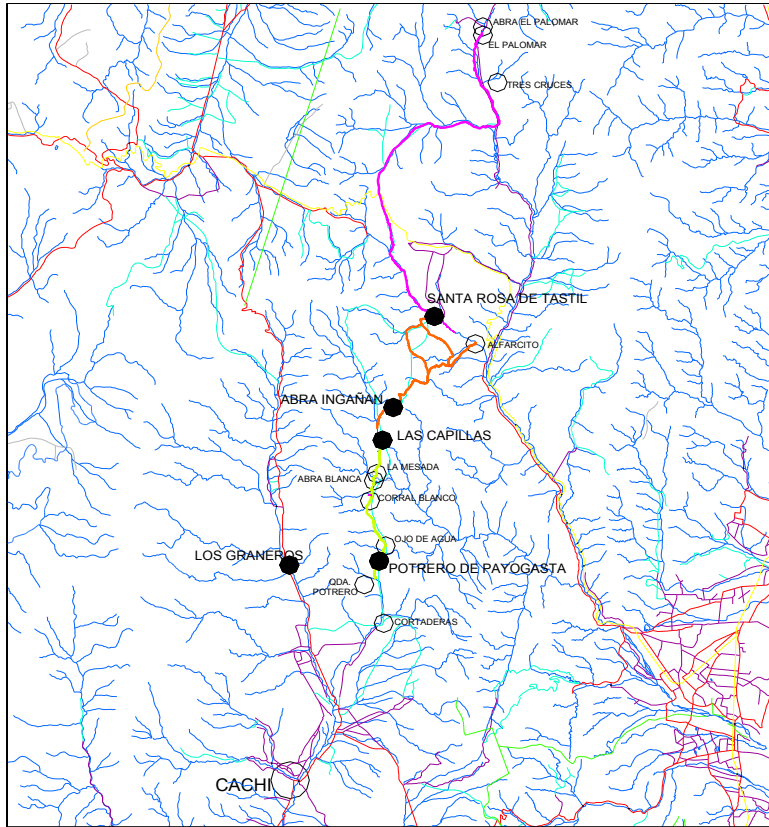 ABRA EL PALOMAR
EL PALOMAR
TRES CRUCES
SANTA ROSA DE TASTIL
ALFARCITO
ABRA INGAÑAN
LAS CAPILLAS
LA MESADA
ABRA BLANCA
CORRAL BLANCO
OJO DE AGUA
LOS GRANEROS
POTRERO DE PAYOGASTA
QDA.
POTRERO
CORTADERAS
CACHI